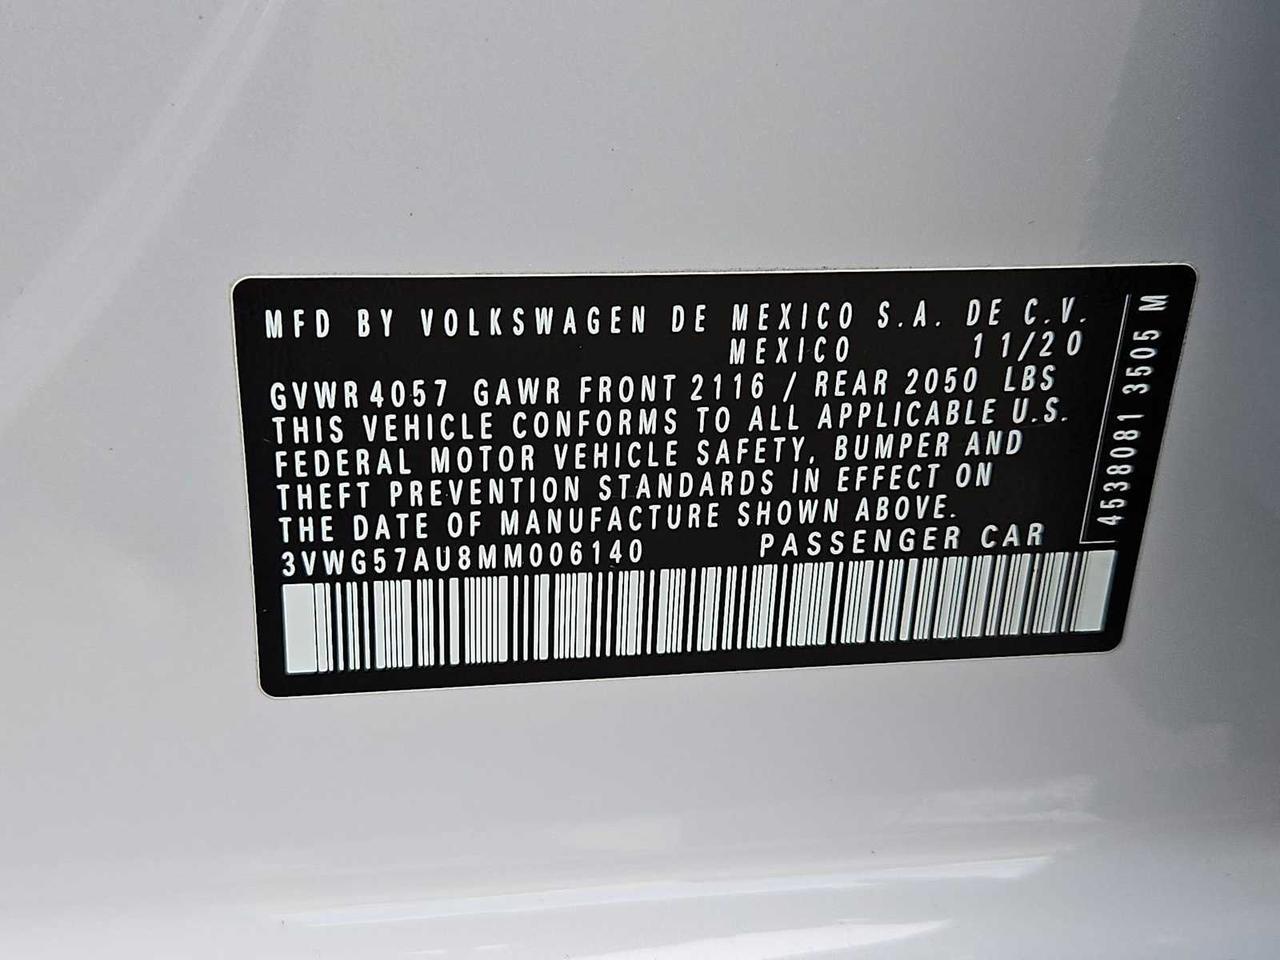 MFD BY VOLKSWAGEN DE MEXICO S.A. DE C.V.
MEXICO 11/20
GVWR 4057 GAWR FRONT 2116 / REAR 2050 LBS
THIS VEHICLE CONFORMS TO ALL APPLICABLE U.S.
FEDERAL MOTOR VEHICLE SAFETY, BUMPER AND
THEFT PREVENTION STANDARDS IN EFFECT ON
THE DATE OF MANUFACTURE SHOWN ABOVE.
3VWG57AU8MM006140 PASSENGER CAR
4538081 3505 M